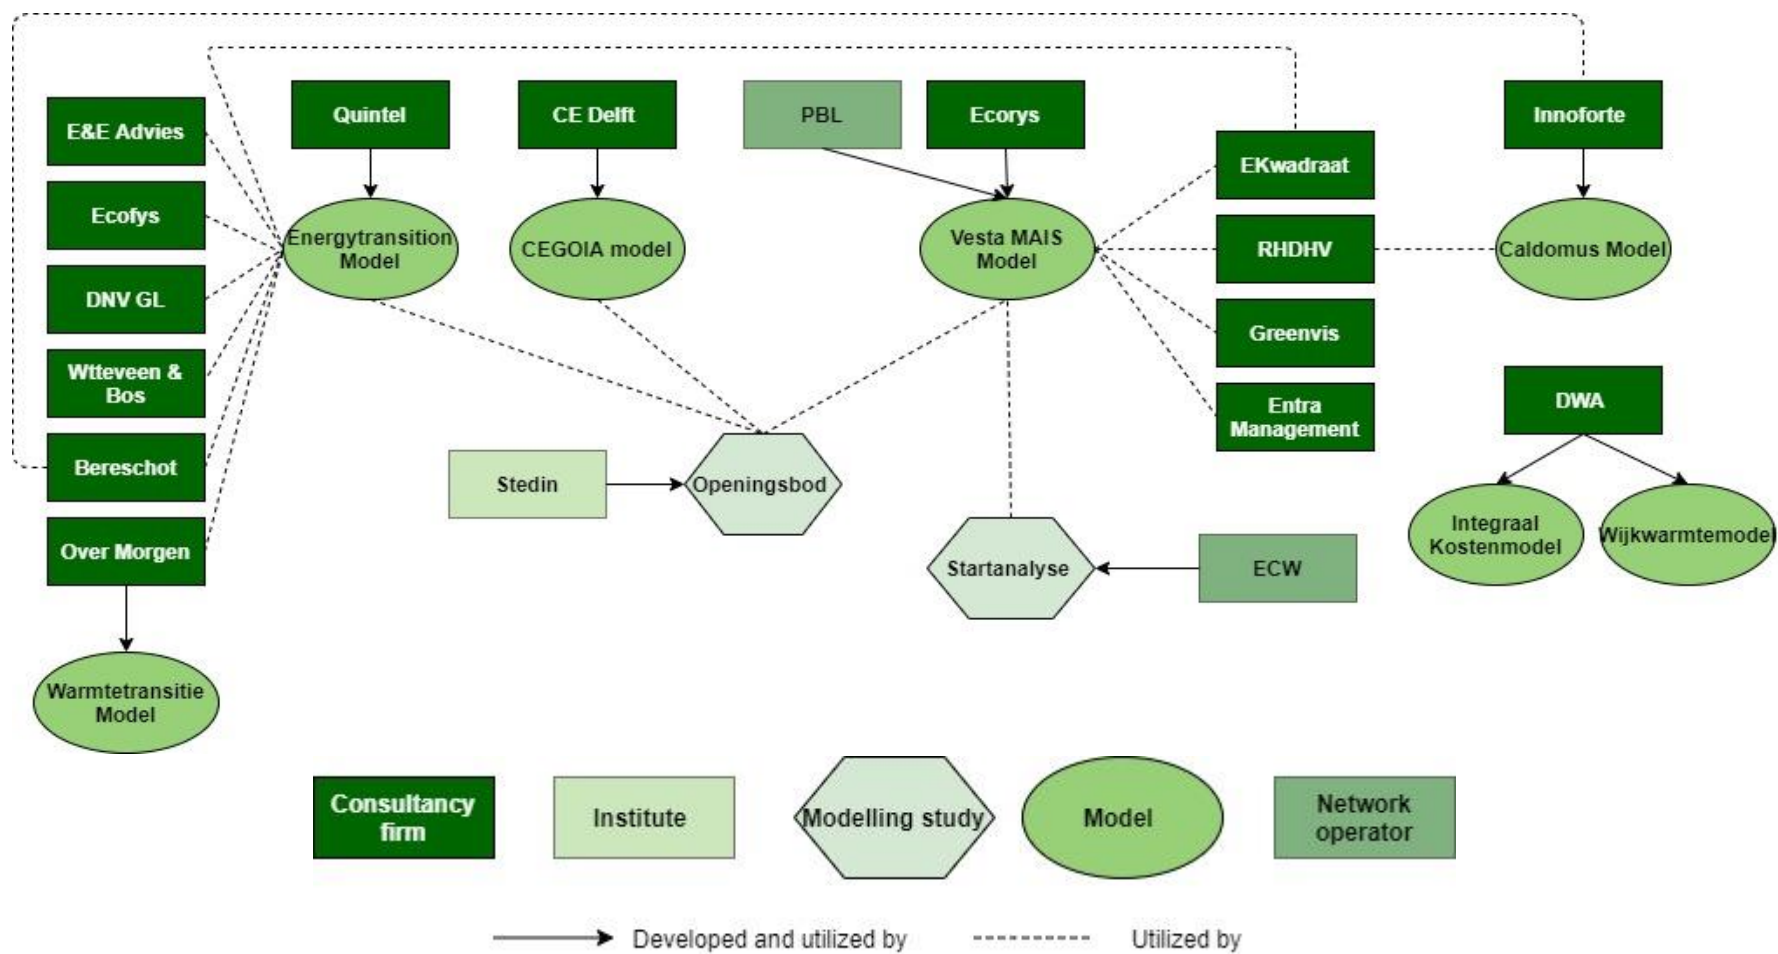 Quintel
CE Delft
PBL
Ecorys
Innoforte
E&E Advies
EKwadraat
Ecofys
Energytransition
Model
CEGOIA model
Vesta MAIS
Model
RHDHV
Caldomus Model
DNV GL
Greenvis
Wtteveen &
Bos
Entra
Management
DWA
Bereschot
Stedin
Openingsbod
Over Morgen
Startanalyse
ECW
Integraal
Kostenmodel
Wijkwarmtemodel
Warmtetransitie
Model
Consultancy
firm
Institute
Modelling study
Model
Network
operator
Developed and utilized by
Utilized by